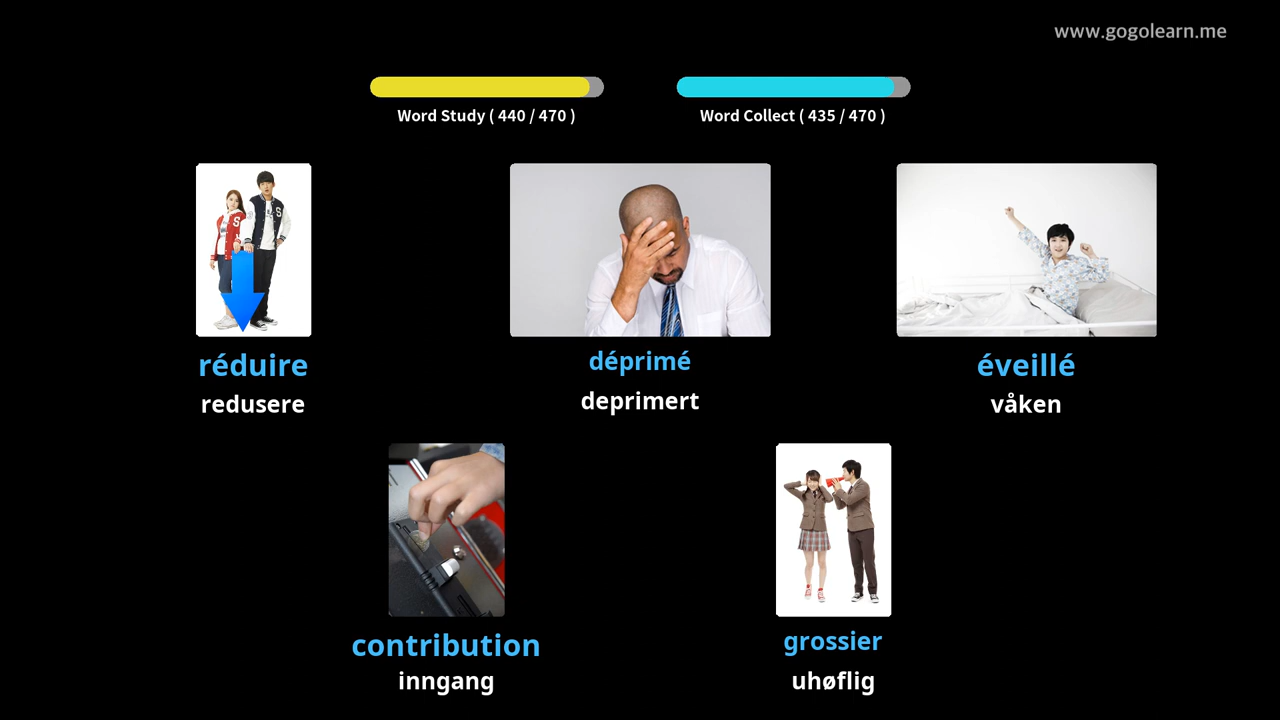 www.gogolearn.me
Word Study ( 440 / 470 )
Word Collect ( 435 / 470 )
réduire
redusere
déprimé
deprimert
éveillé
våken
contribution
inngang
grossier
uhøflig